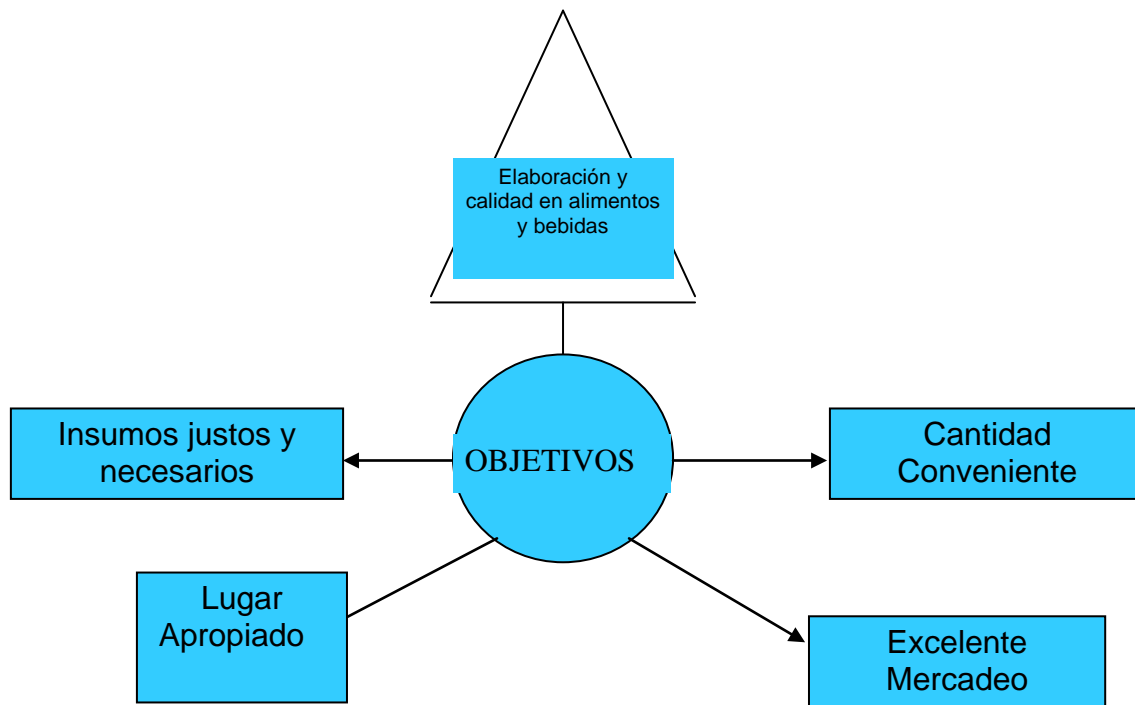 Elaboración y
calidad en alimentos
y bebidas
Insumos justos y
necesarios
OBJETIVOS
Cantidad
Conveniente
Lugar
Apropiado
Excelente
Mercadeo